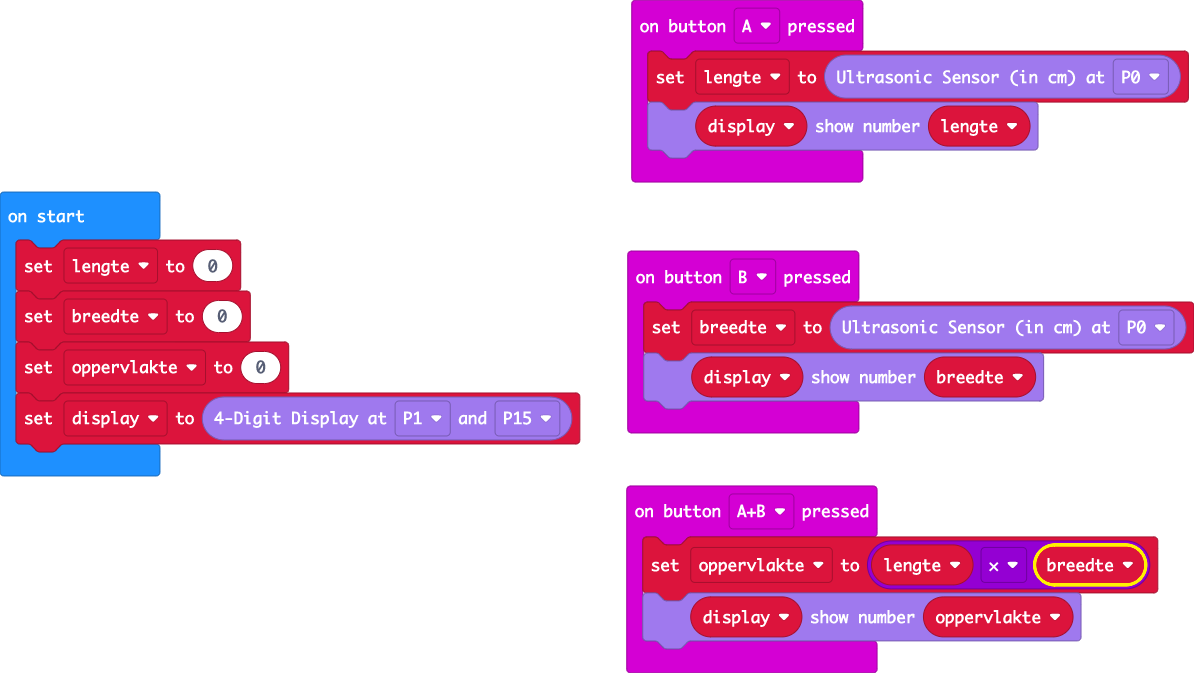 on start
set lengte to 0
set breedte to 0
set oppervlakte to 0
set display to 4-Digit Display at P1 and P15
on button A pressed
set lengte to Ultrasonic Sensor (in cm) at P0
display show number lengte
on button B pressed
set breedte to Ultrasonic Sensor (in cm) at P0
display show number breedte
on button A+B pressed
set oppervlakte to lengte × breedte
display show number oppervlakte